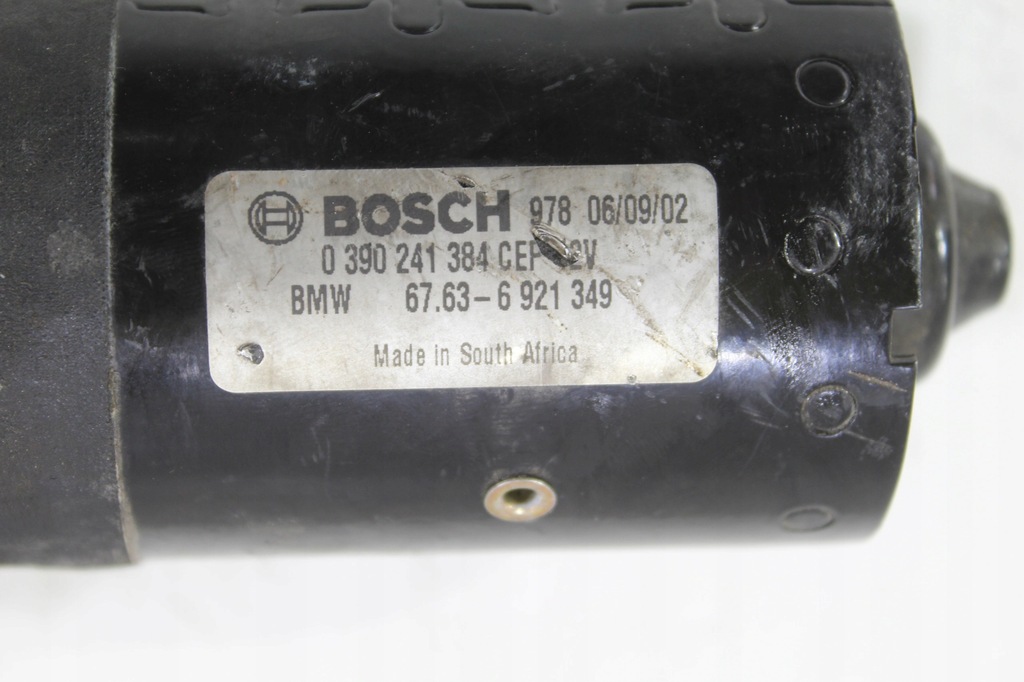 BOSCH 978 06/09/02
0 390 241 384 CEP
BMW 67.63-6 921 349
Made in South Africa